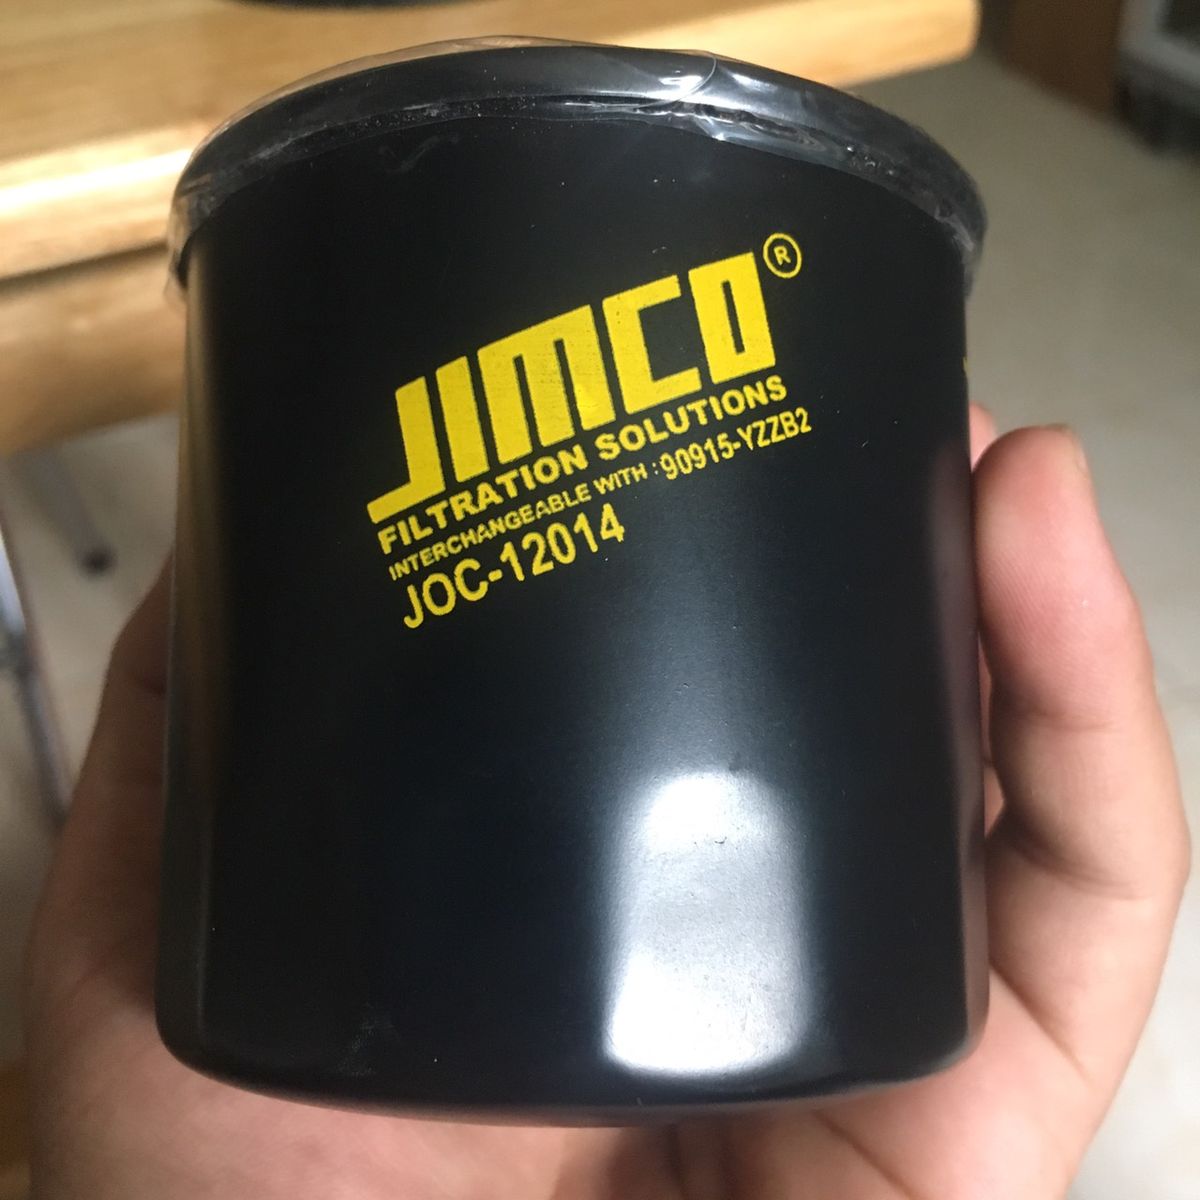 JIMCO®
FILTRATION SOLUTIONS
INTERCHANGEABLE WITH : 90915-YZZB2
JOC-12014